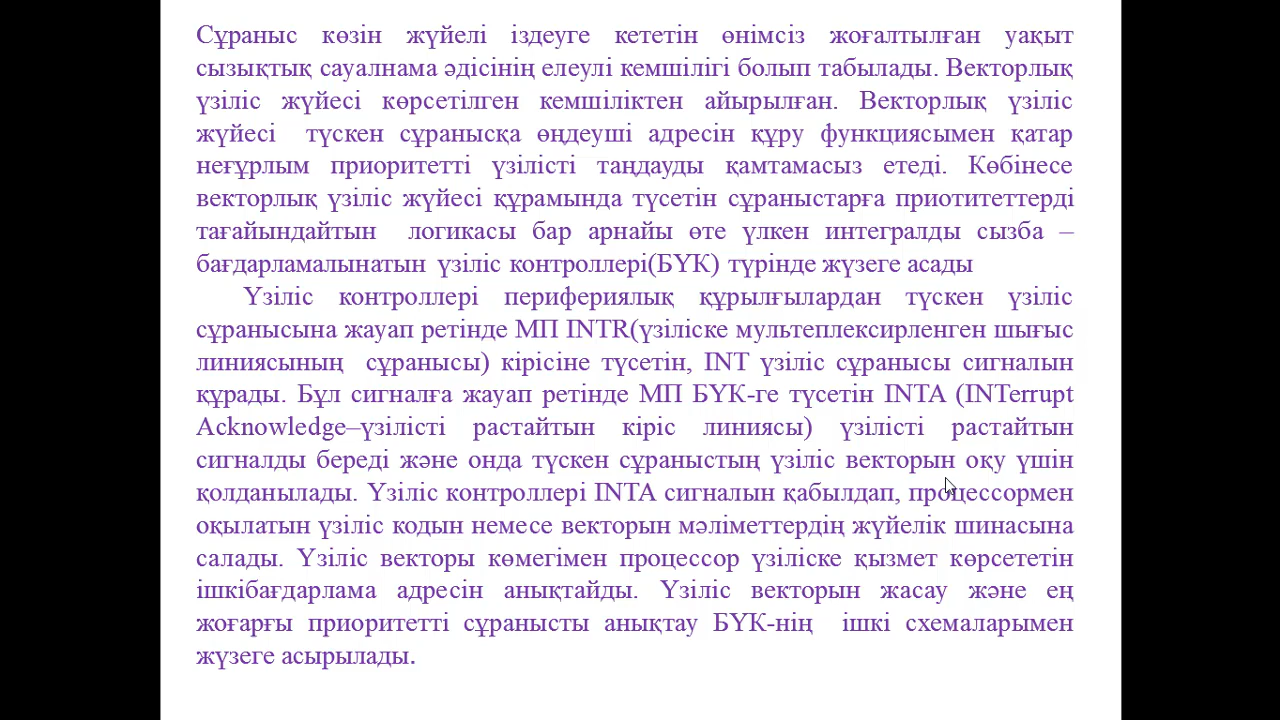 Сұраныс көзін жүйелі іздеуге кететін өнімсіз жоғалтылған уақыт
сызықтық сауалнама әдісінің елеулі кемшілігі болып табылады. Векторлық
үзіліс жүйесі көрсетілген кемшіліктен айырылған. Векторлық үзіліс
жүйесі түскен сұранысқа өңдеуші адресін құру функциясымен қатар
неғұрлым приоритетті үзілісті таңдауды қамтамасыз етеді. Көбінесе
векторлық үзіліс жүйесі құрамында түсетін сұраныстарға приотитеттерді
тағайындайтын логикасы бар арнайы өте үлкен интегралды сызба –
бағдарламалынатын үзіліс контроллері(БҮК) түрінде жүзеге асады
Үзіліс контроллері перифериялық құрылғылардан түскен үзіліс
сұранысына жауап ретінде МП INTR(үзіліске мультеплексирленген шығыс
линиясының сұранысы) кірісіне түсетін, INT үзіліс сұранысы сигналын
құрады. Бұл сигналға жауап ретінде МП БҮК-ге түсетін INTA (INTerrupt
Acknowledge–үзілісті растайтын кіріс линиясы) үзілісті растайтын
сигналды береді және онда түскен сұраныстың үзіліс векторын оқу үшін
қолданылады. Үзіліс контроллері INTA сигналын қабылдап, процессормен
оқылатын үзіліс кодын немесе векторын мәліметтердің жүйелік шинасына
салады. Үзіліс векторы көмегімен процессор үзіліске қызмет көрсететін
ішкібағдарлама адресін анықтайды. Үзіліс векторын жасау және ең
жоғарғы приоритетті сұранысты анықтау БҮК-нің ішкі схемаларымен
жүзеге асырылады.